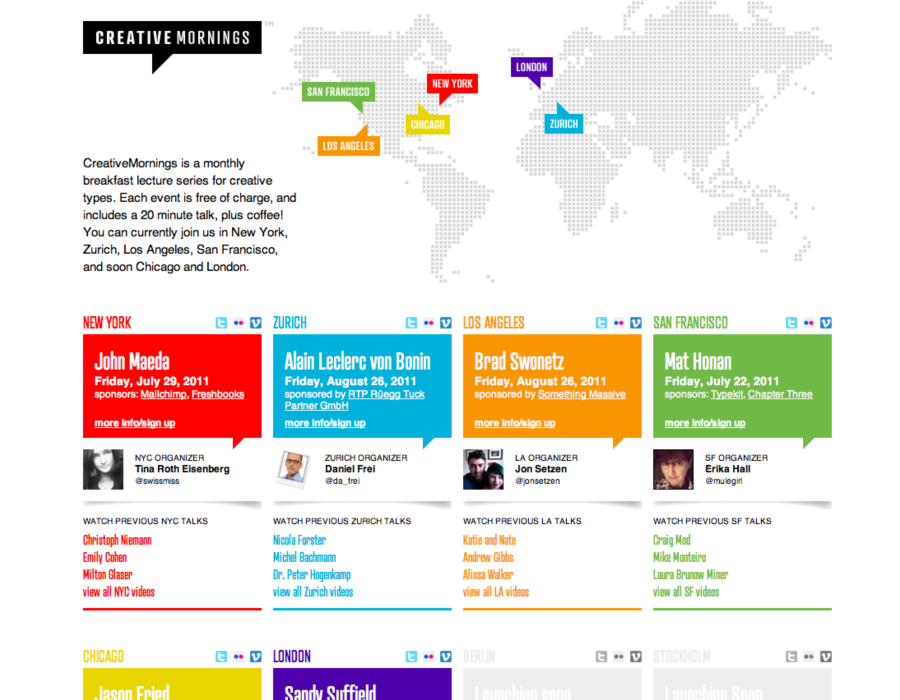 CREATIVE MORNINGS TM
LONDON
NEW YORK
SAN FRANCISCO
CHICAGO
ZURICH
LOS ANGELES
CreativeMornings is a monthly
breakfast lecture series for creative
types. Each event is free of charge, and
includes a 20 minute talk, plus coffee!
You can currently join us in New York,
Zurich, Los Angeles, San Francisco,
and soon Chicago and London.
NEW YORK
John Maeda
Friday, July 29, 2011
sponsors: Mailchimp, Freshbooks
more info/sign up
NYC ORGANIZER
Tina Roth Eisenberg
@swissmiss
WATCH PREVIOUS NYC TALKS
Christoph Niemann
Emily Cohen
Milton Glaser
view all NYC videos
ZURICH
Alain Leclerc von Bonin
Friday, August 26, 2011
sponsored by RTP Rüegg Tuck
Partner GmbH
more info/sign up
ZURICH ORGANIZER
Daniel Frei
@da_frei
WATCH PREVIOUS ZURICH TALKS
Nicola Forster
Michel Bachmann
Dr. Peter Hogenkamp
view all Zurich videos
LOS ANGELES
Brad Swonetz
Friday, August 26, 2011
sponsored by Something Massive
more info/sign up
LA ORGANIZER
Jon Setzen
@jonsetzen
WATCH PREVIOUS LA TALKS
Katie and Nate
Andrew Gibbs
Alissa Walker
view all LA videos
SAN FRANCISCO
Mat Honan
Friday, July 22, 2011
sponsors: Typekit, Chapter Three
more info/sign up
SF ORGANIZER
Erika Hall
@mulegirl
WATCH PREVIOUS SF TALKS
Craig Mod
Mike Monteiro
Laura Brunow Miner
view all SF videos
CHICAGO
Jason Fried
LONDON
Sandy Suffield
BERLIN
Launching soon
STOCKHOLM
Launching Soon